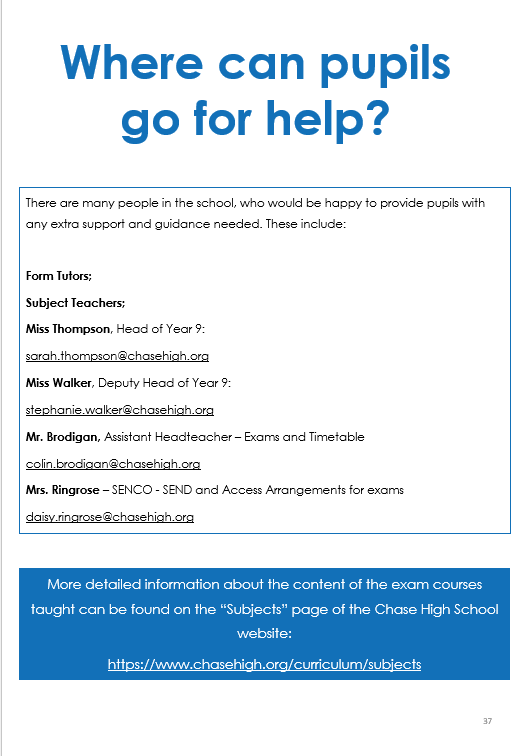 Where can pupils
go for help?
There are many people in the school, who would be happy to provide pupils with
any extra support and guidance needed. These include:
Form Tutors;
Subject Teachers;
Miss Thompson, Head of Year 9:
sarah.thompson@chasehigh.org
Miss Walker, Deputy Head of Year 9:
stephanie.walker@chasehigh.org
Mr. Brodigan, Assistant Headteacher – Exams and Timetable
colin.brodigan@chasehigh.org
Mrs. Ringrose – SENCO - SEND and Access Arrangements for exams
daisy.ringrose@chasehigh.org
More detailed information about the content of the exam courses
taught can be found on the “Subjects” page of the Chase High School
website:
https://www.chasehigh.org/curriculum/subjects
37